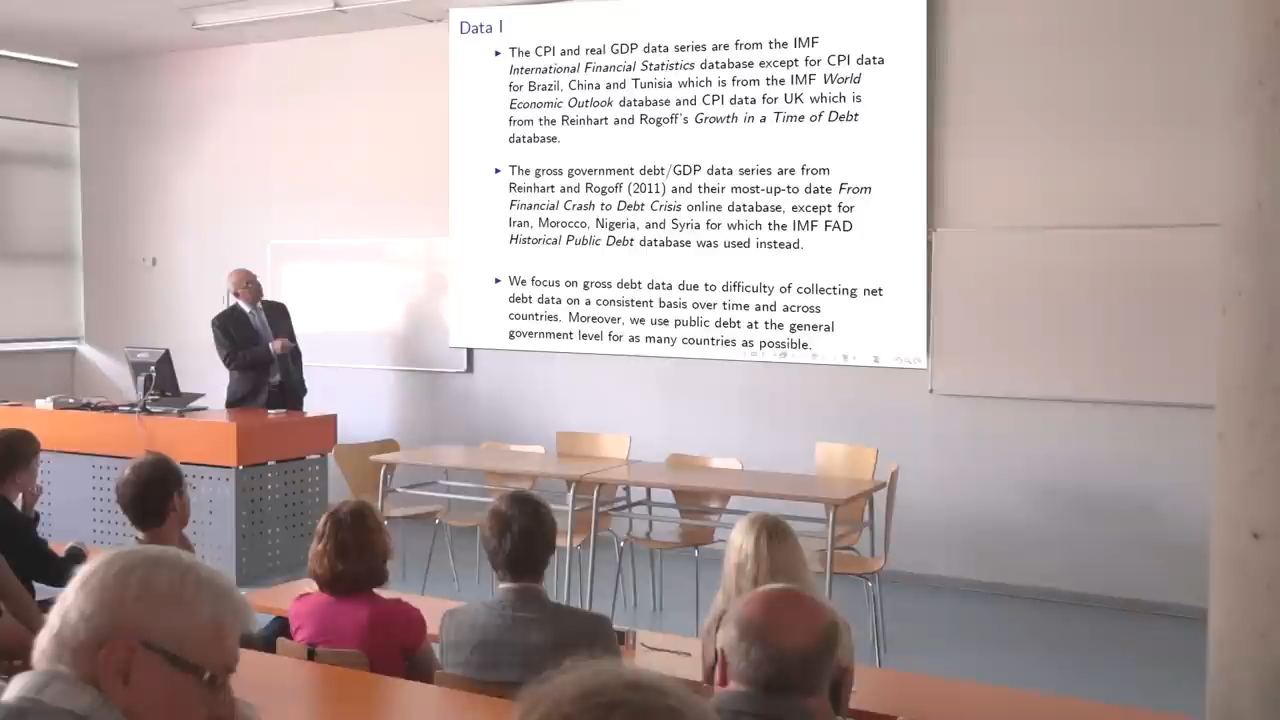 Data I
▶ The CPI and real GDP data series are from the IMF
International Financial Statistics database except for CPI data
for Brazil, China and Tunisia which is from the IMF World
Economic Outlook database and CPI data for UK which is
from the Reinhart and Rogoff's Growth in a Time of Debt
database.
▶ The gross government debt/GDP data series are from
Reinhart and Rogoff (2011) and their most-up-to date From
Financial Crash to Debt Crisis online database, except for
Iran, Morocco, Nigeria, and Syria for which the IMF FAD
Historical Public Debt database was used instead.
▶ We focus on gross debt data due to difficulty of collecting net
debt data on a consistent basis over time and across
countries. Moreover, we use public debt at the general
government level for as many countries as possible.